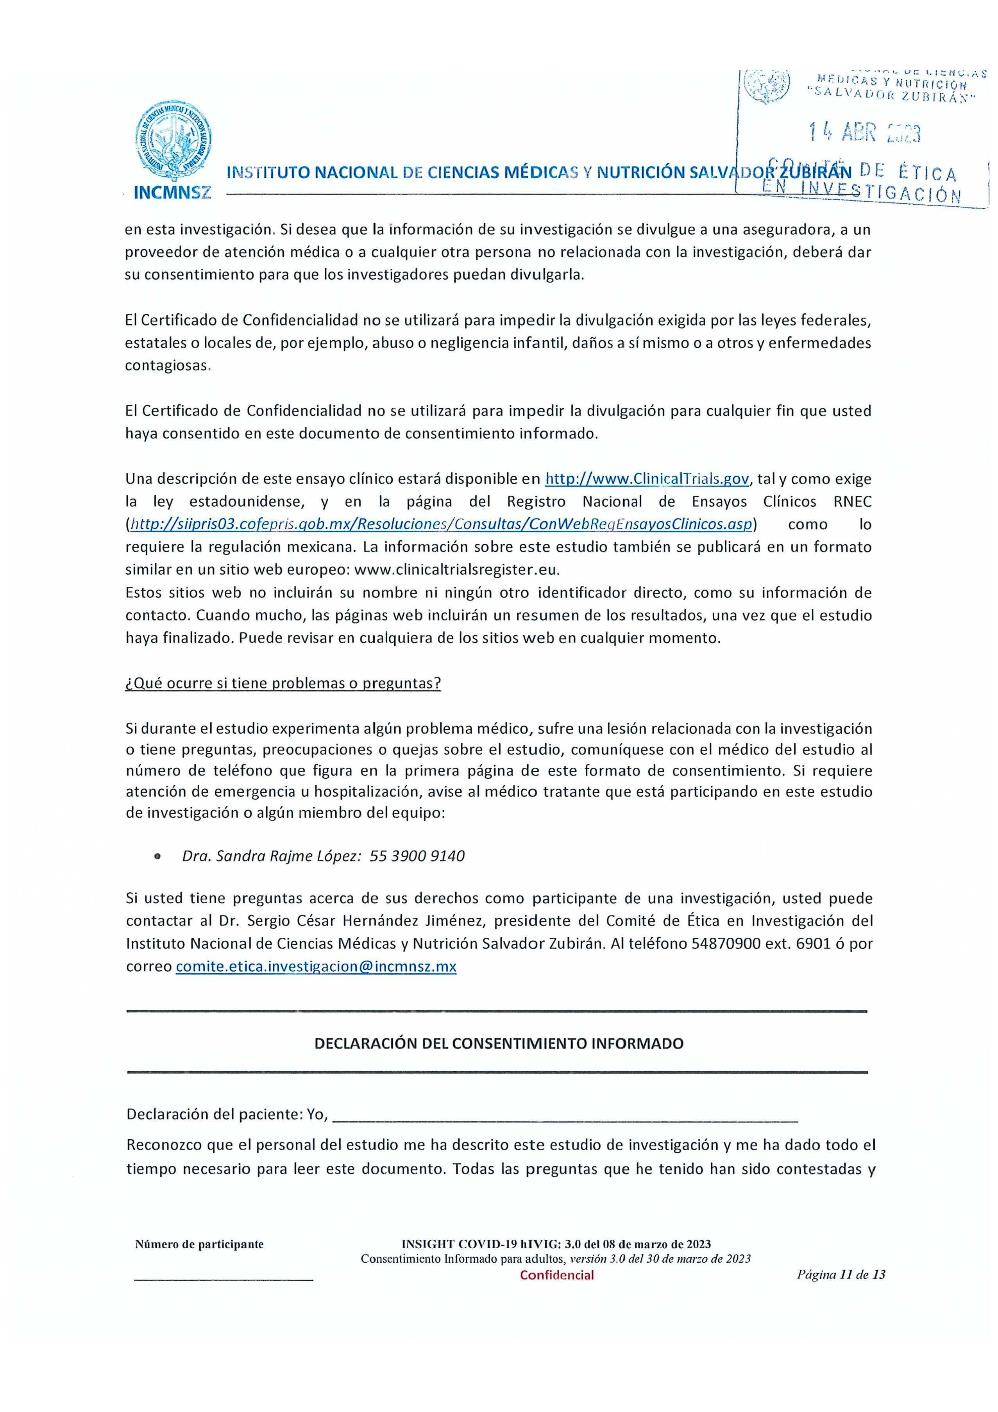 MÉDICAS Y NUTRICIÓN
"SALVADOR ZUBIRÁN"
14 ABR 2023
COMITÉ DE ÉTICA
EN INVESTIGACIÓN
INCMNSZ
INSTITUTO NACIONAL DE CIENCIAS MÉDICAS Y NUTRICIÓN SALVADOR ZUBIRÁN
en esta investigación. Si desea que la información de su investigación se divulgue a una aseguradora, a un
proveedor de atención médica o a cualquier otra persona no relacionada con la investigación, deberá dar
su consentimiento para que los investigadores puedan divulgarla.
El Certificado de Confidencialidad no se utilizará para impedir la divulgación exigida por las leyes federales,
estatales o locales de, por ejemplo, abuso o negligencia infantil, daños a sí mismo o a otros y enfermedades
contagiosas.
El Certificado de Confidencialidad no se utilizará para impedir la divulgación para cualquier fin que usted
haya consentido en este documento de consentimiento informado.
Una descripción de este ensayo clínico estará disponible en http://www.ClinicalTrials.gov, tal y como exige
la ley estadounidense, y en la página del Registro Nacional de Ensayos Clínicos RNEC
(http://siipris03.cofepris.gob.mx/Resoluciones/Consultas/ConWebRegEnsayosClinicos.asp) como lo
requiere la regulación mexicana. La información sobre este estudio también se publicará en un formato
similar en un sitio web europeo: www.clinicaltrialsregister.eu.
Estos sitios web no incluirán su nombre ni ningún otro identificador directo, como su información de
contacto. Cuando mucho, las páginas web incluirán un resumen de los resultados, una vez que el estudio
haya finalizado. Puede revisar en cualquiera de los sitios web en cualquier momento.
¿Qué ocurre si tiene problemas o preguntas?
Si durante el estudio experimenta algún problema médico, sufre una lesión relacionada con la investigación
o tiene preguntas, preocupaciones o quejas sobre el estudio, comuníquese con el médico del estudio al
número de teléfono que figura en la primera página de este formato de consentimiento. Si requiere
atención de emergencia u hospitalización, avise al médico tratante que está participando en este estudio
de investigación o algún miembro del equipo:
• Dra. Sandra Rajme López: 55 3900 9140
Si usted tiene preguntas acerca de sus derechos como participante de una investigación, usted puede
contactar al Dr. Sergio César Hernández Jiménez, presidente del Comité de Ética en Investigación del
Instituto Nacional de Ciencias Médicas y Nutrición Salvador Zubirán. Al teléfono 54870900 ext. 6901 ó por
correo comite.etica.investigacion@incmnsz.mx
DECLARACIÓN DEL CONSENTIMIENTO INFORMADO
Declaración del paciente: Yo,
Reconozco que el personal del estudio me ha descrito este estudio de investigación y me ha dado todo el
tiempo necesario para leer este documento. Todas las preguntas que he tenido han sido contestadas y
Número de participante
INSIGHT COVID-19 hIVIG: 3.0 del 08 de marzo de 2023
Consentimiento Informado para adultos, versión 3.0 del 30 de marzo de 2023
Confidencial
Página 11 de 13